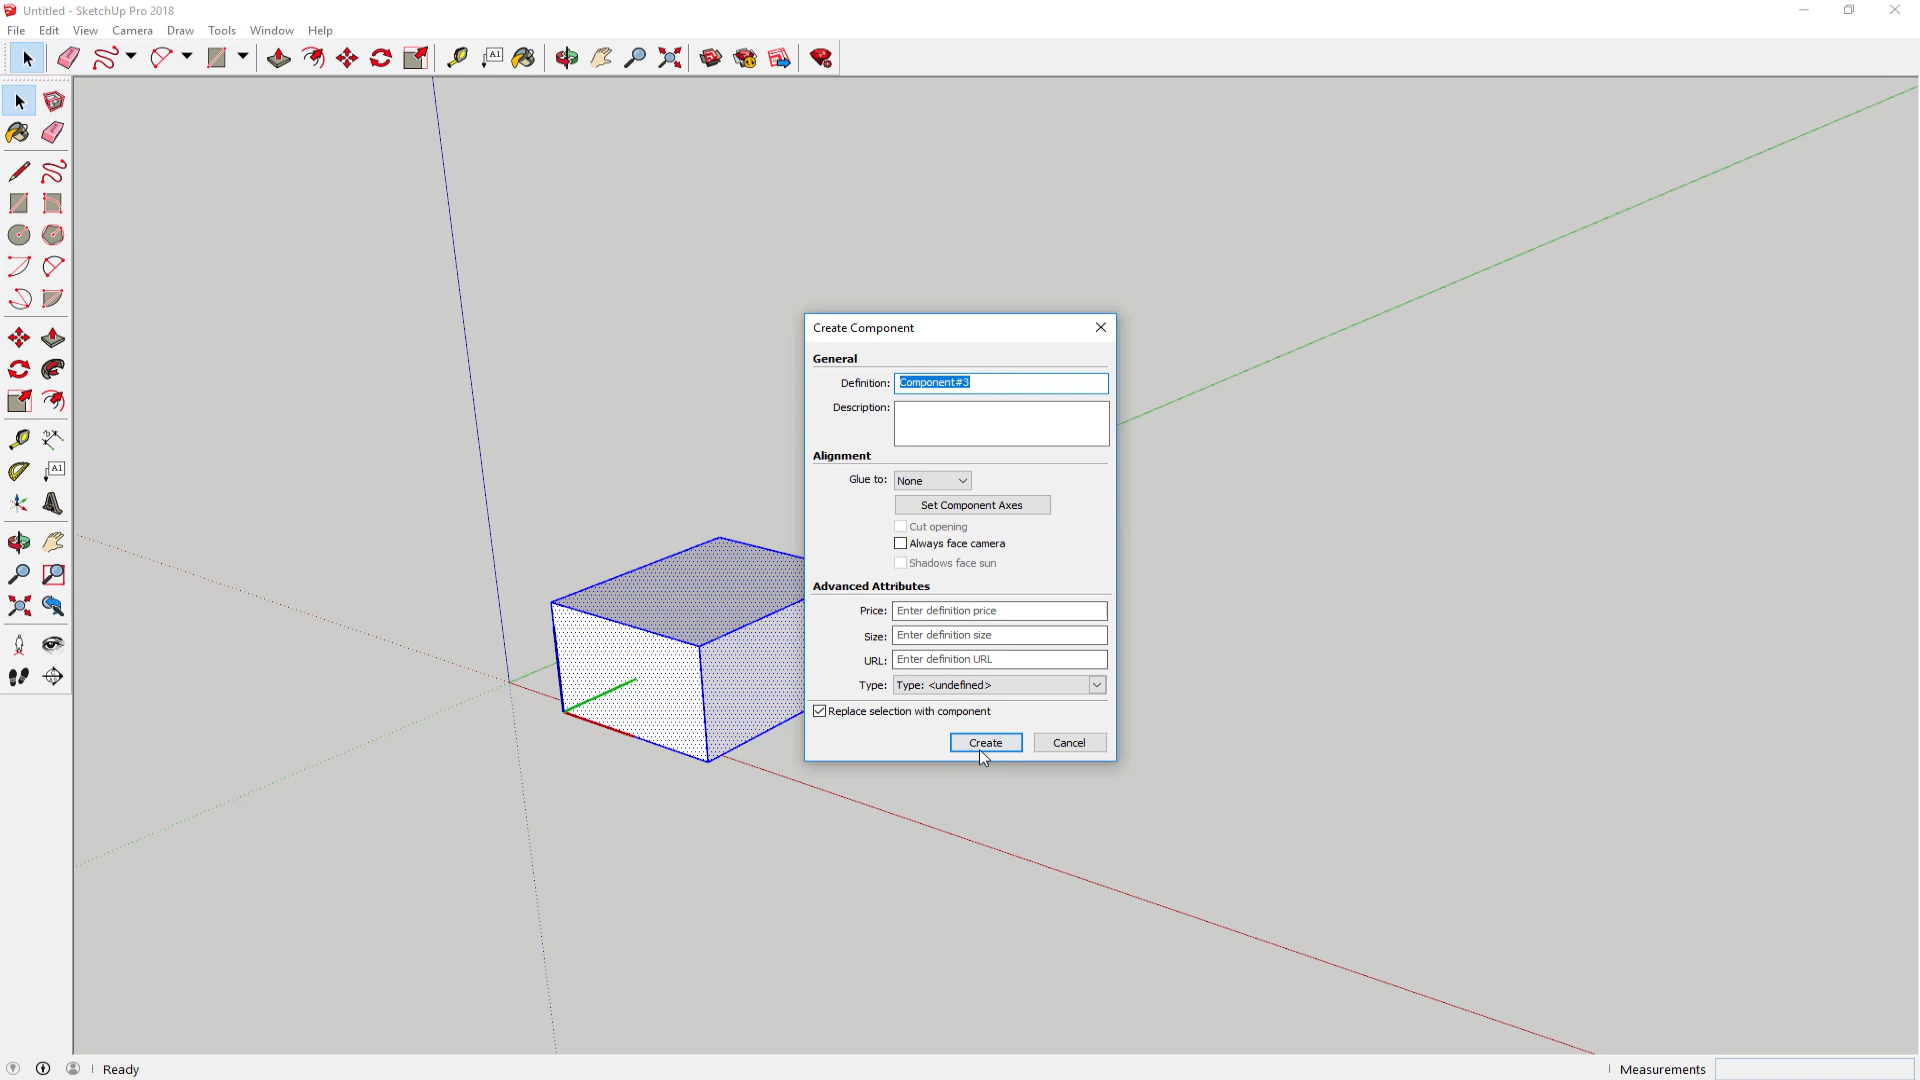 Untitled - SketchUp Pro 2018
File Edit View Camera Draw Tools Window Help
A1
A1
Create Component
General
Definition: Component#3
Description:
Alignment
Glue to: None
Set Component Axes
Cut opening
Always face camera
Shadows face sun
Advanced Attributes
Price: Enter definition price
Size: Enter definition size
URL: Enter definition URL
Type: Type: <undefined>
Replace selection with component
Create Cancel
Ready
Measurements